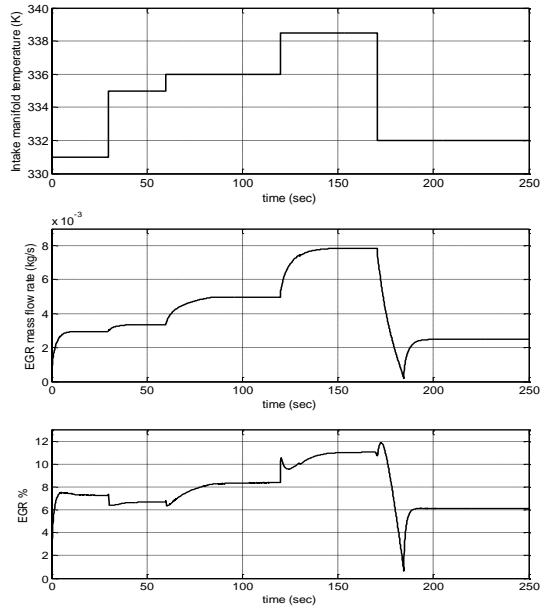 Intake manifold temperature (K)
340
338
336
334
332
330
0 50 100 150 200 250
time (sec)
x 10^-3
EGR mass flow rate (kg/s)
8
6
4
2
0
0 50 100 150 200 250
time (sec)
EGR %
12
10
8
6
4
2
0
0 50 100 150 200 250
time (sec)